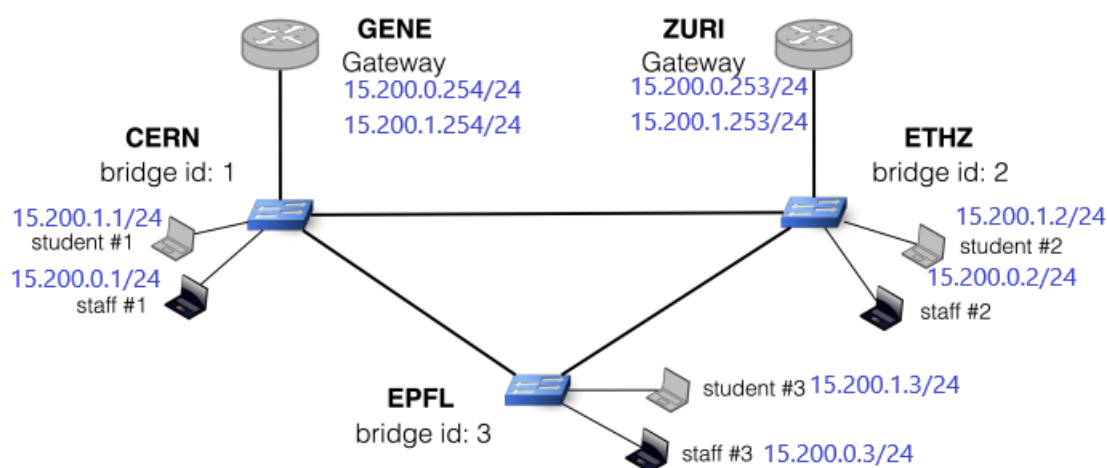 GENE
Gateway
15.200.0.254/24
15.200.1.254/24
ZURI
Gateway
15.200.0.253/24
15.200.1.253/24
CERN
bridge id: 1
ETHZ
bridge id: 2
15.200.1.1/24
student #1
15.200.0.1/24
staff #1
15.200.1.2/24
student #2
15.200.0.2/24
staff #2
EPFL
bridge id: 3
student #3 15.200.1.3/24
staff #3 15.200.0.3/24